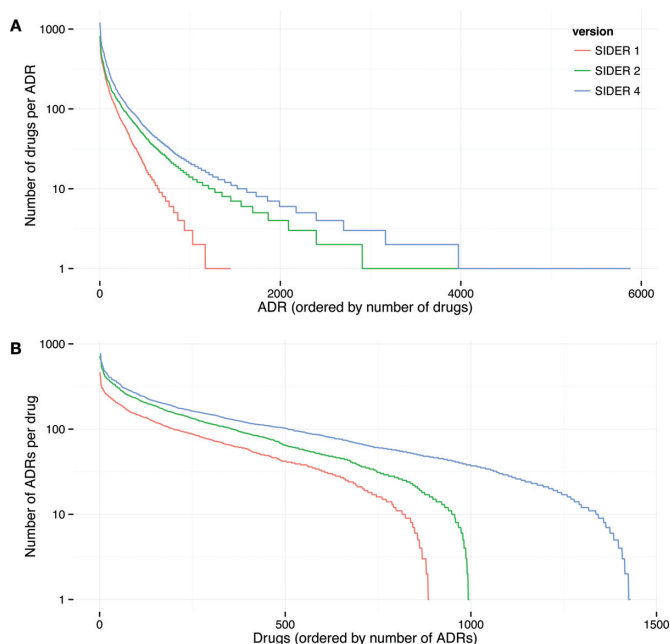 A
Number of drugs per ADR
1000
100
10
1
version
SIDER 1
SIDER 2
SIDER 4
0
2000
4000
6000
ADR (ordered by number of drugs)
B
Number of ADRs per drug
1000
100
10
1
0
500
1000
1500
Drugs (ordered by number of ADRs)